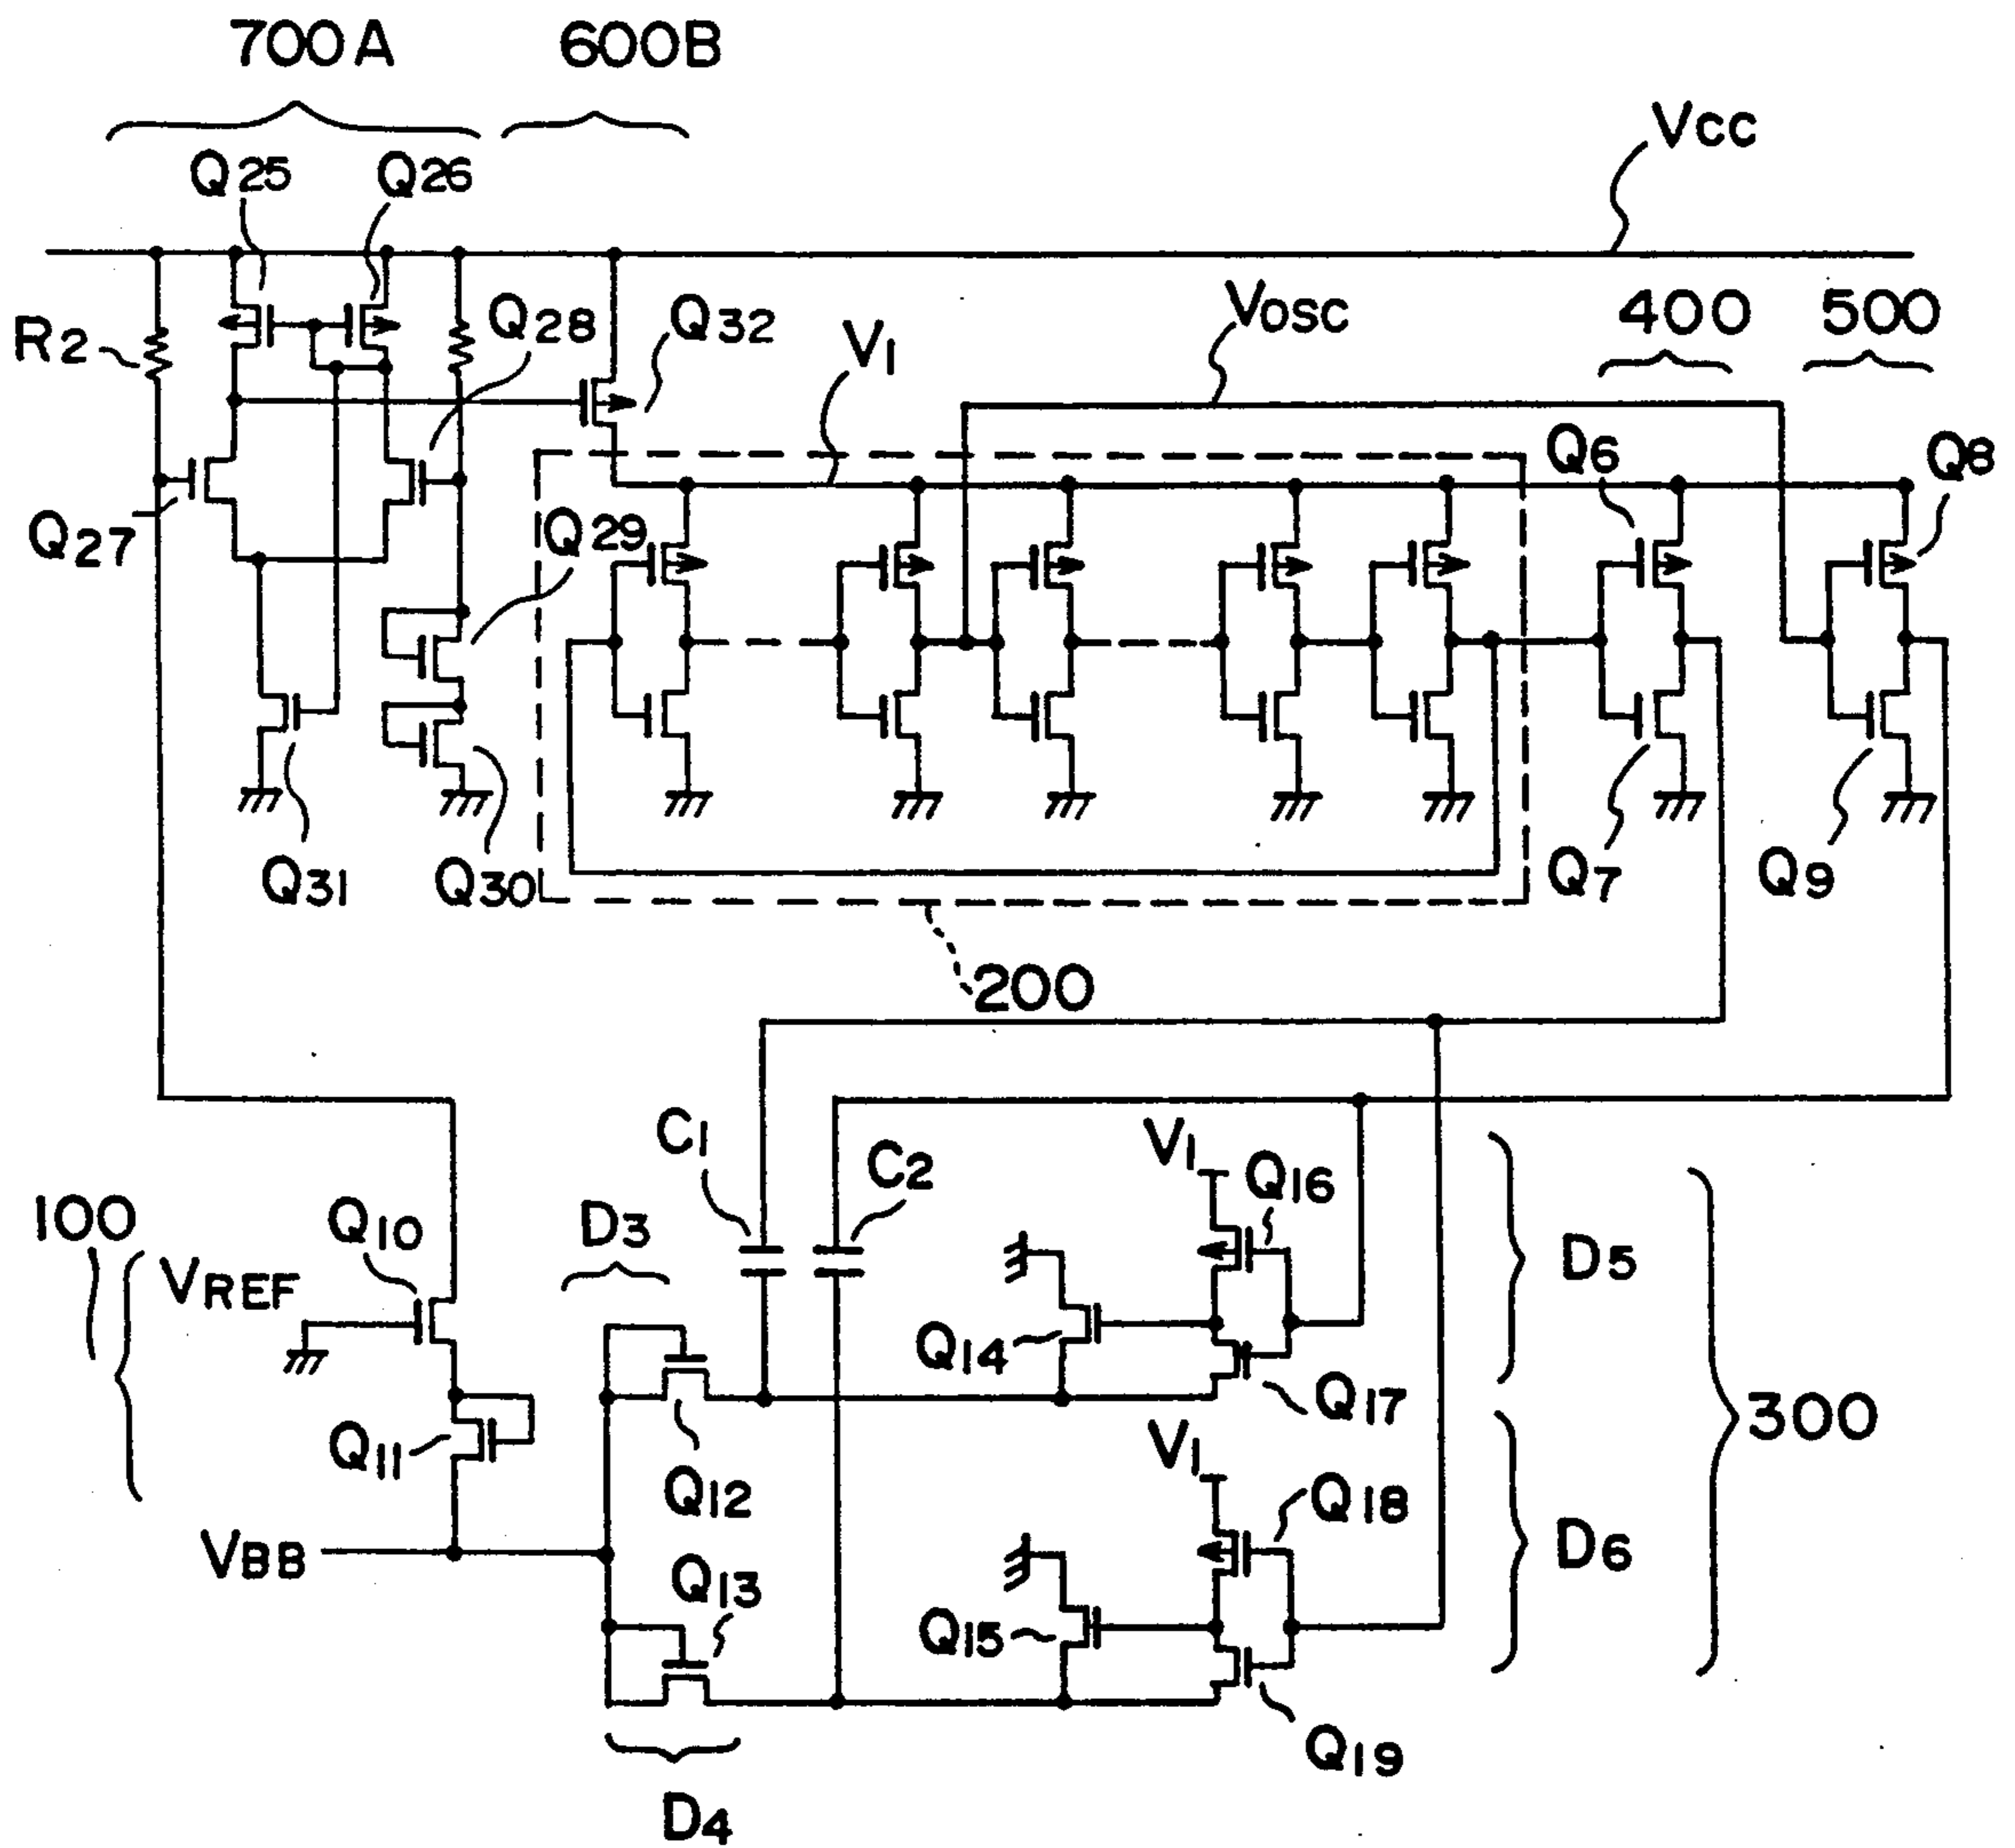 700A 600B
Vcc
Q25 Q26
R2 Q28 Q32 V1 VOSC 400 500
Q27 Q29 Q6 Q8
Q31 Q30 Q7 Q9
200
C1 C2 V1 Q16
100 VREF Q10 D3 D5
Q14 Q17
Q11 Q12 V1 Q18 300
VBB Q13 D6
Q15 Q19
D4